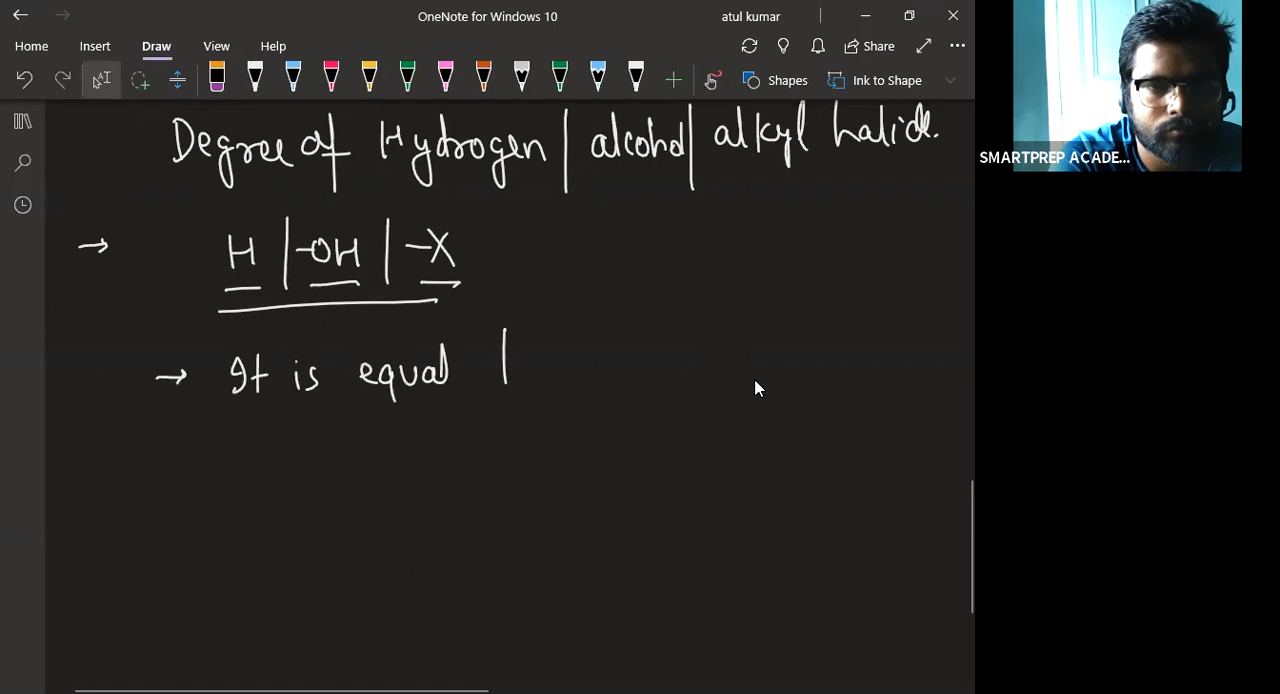 OneNote for Windows 10
atul kumar
Home Insert Draw View Help
Share
Shapes
Ink to Shape
SMARTPREP ACADE...
Degree of Hydrogen | alcohol | alkyl halide.
→ H | -OH | -X
→ It is equal